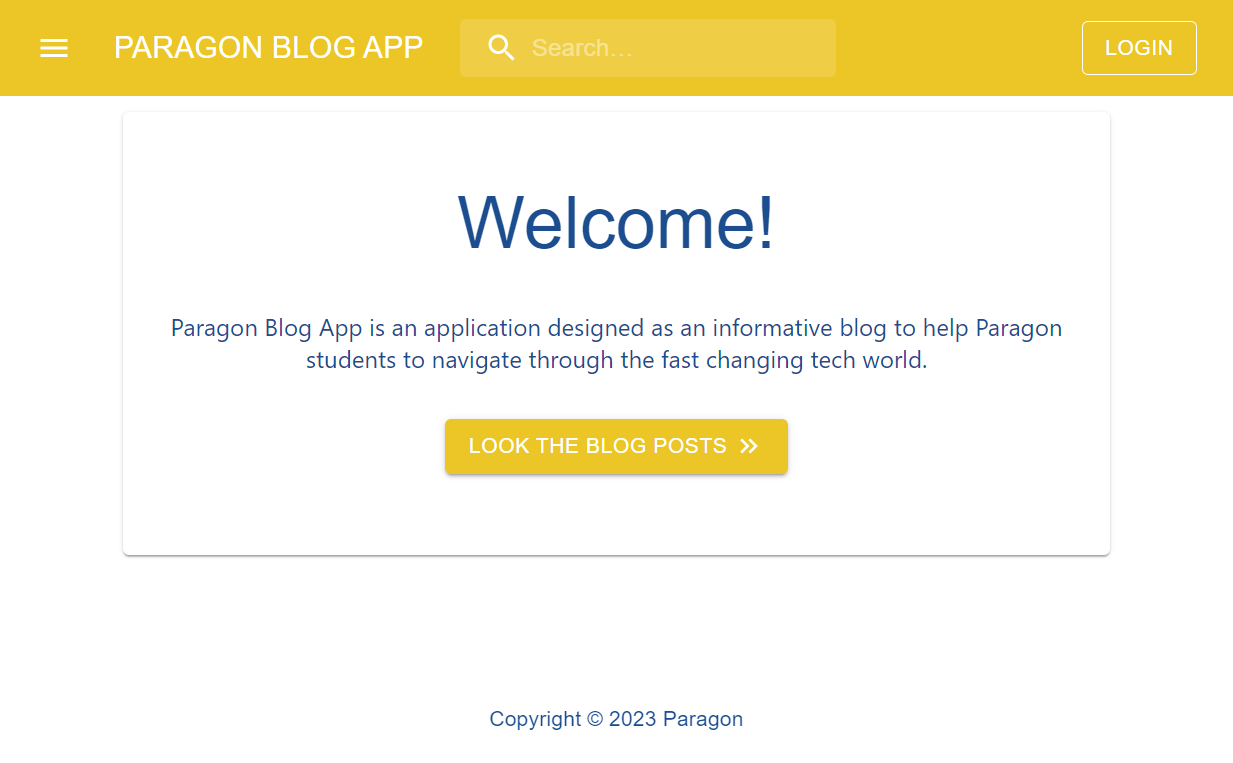 PARAGON BLOG APP
Search...
LOGIN
Welcome!
Paragon Blog App is an application designed as an informative blog to help Paragon
students to navigate through the fast changing tech world.
LOOK THE BLOG POSTS
Copyright © 2023 Paragon